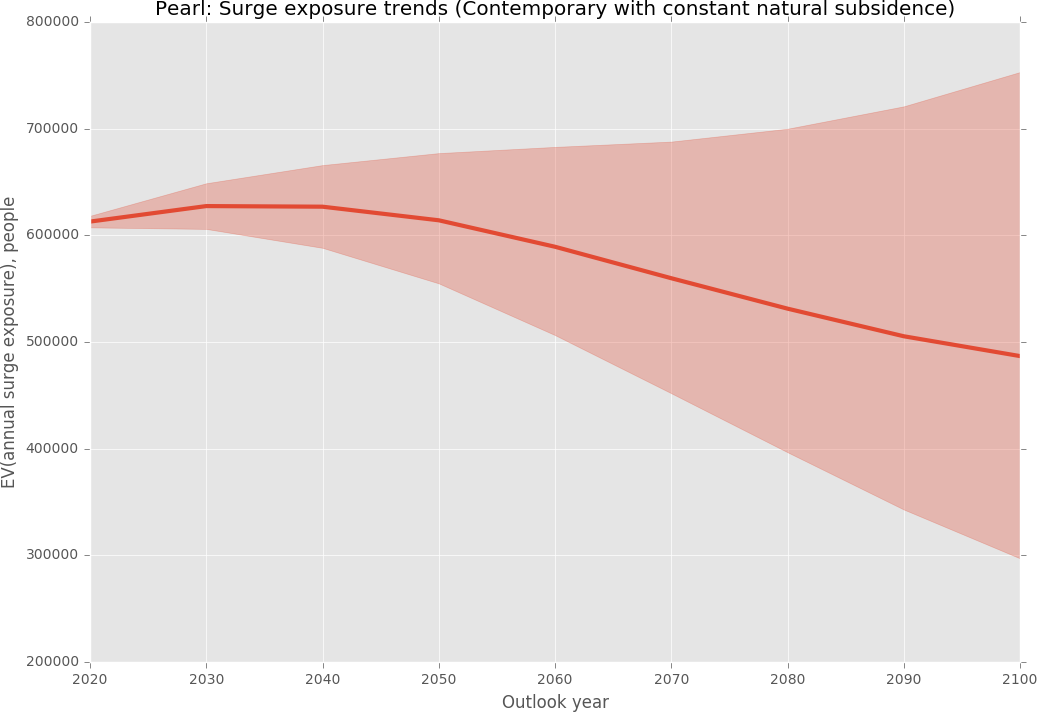 Pearl: Surge exposure trends (Contemporary with constant natural subsidence)
EV(annual surge exposure), people
800000
700000
600000
500000
400000
300000
200000
2020 2030 2040 2050 2060 2070 2080 2090 2100
Outlook year